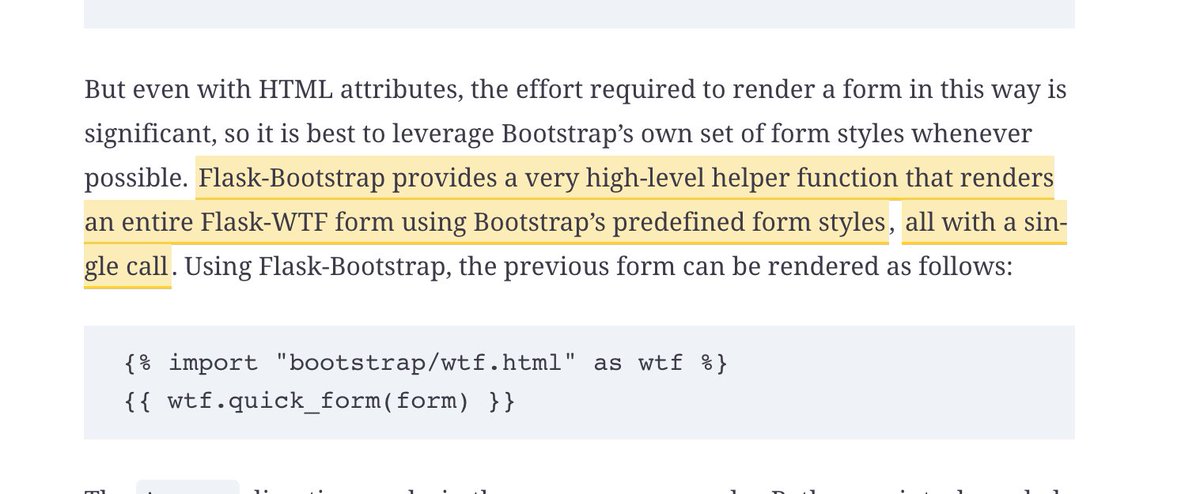 But even with HTML attributes, the effort required to render a form in this way is
significant, so it is best to leverage Bootstrap’s own set of form styles whenever
possible. Flask-Bootstrap provides a very high-level helper function that renders
an entire Flask-WTF form using Bootstrap’s predefined form styles, all with a sin-
gle call. Using Flask-Bootstrap, the previous form can be rendered as follows:
{% import "bootstrap/wtf.html" as wtf %}
{{ wtf.quick_form(form) }}